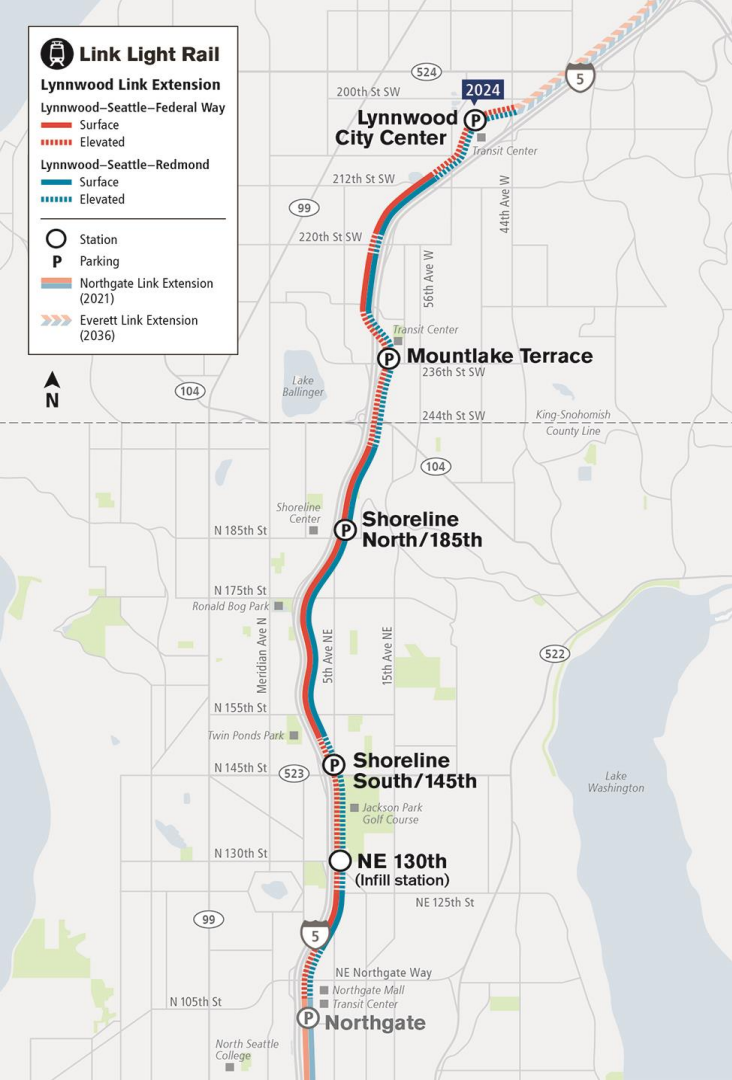 Link Light Rail
Lynnwood Link Extension
Lynnwood–Seattle–Federal Way
Surface
Elevated
Lynnwood–Seattle–Redmond
Surface
Elevated
Station
P Parking
Northgate Link Extension
(2021)
Everett Link Extension
(2036)
N
524
5
200th St SW
2024
Lynnwood
City Center
P
Transit Center
212th St SW
99
44th Ave W
220th St SW
56th Ave W
Transit Center
P
Mountlake Terrace
236th St SW
Lake
Ballinger
104
244th St SW
King-Snohomish
County Line
104
Shoreline
Center
N 185th St
P
Shoreline
North/185th
N 175th St
Ronald Bog Park
Meridian Ave N
5th Ave NE
15th Ave NE
522
N 155th St
Twin Ponds Park
N 145th St
523
P
Shoreline
South/145th
Lake
Washington
Jackson Park
Golf Course
N 130th St
NE 130th
(Infill station)
NE 125th St
99
5
NE Northgate Way
Northgate Mall
N 105th St
Transit Center
P
Northgate
North Seattle
College